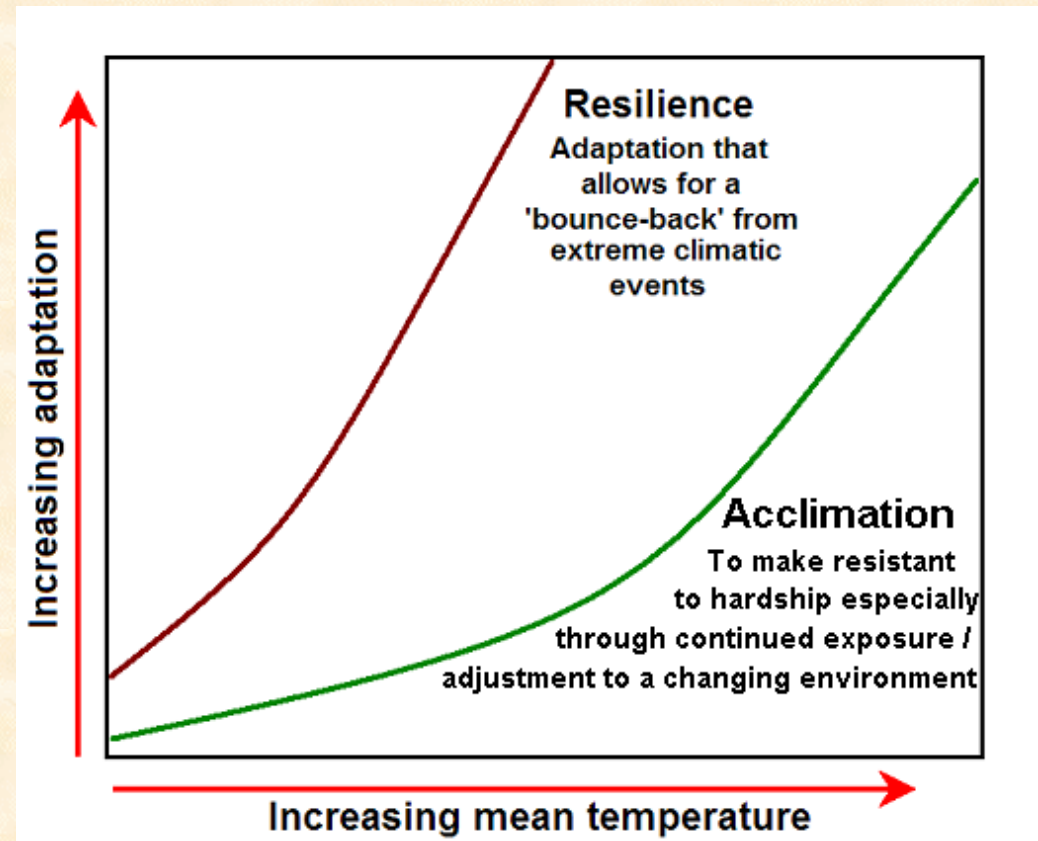 Increasing adaptation
Resilience
Adaptation that
allows for a
'bounce-back' from
extreme climatic
events
Acclimation
To make resistant
to hardship especially
through continued exposure /
adjustment to a changing environment
Increasing mean temperature